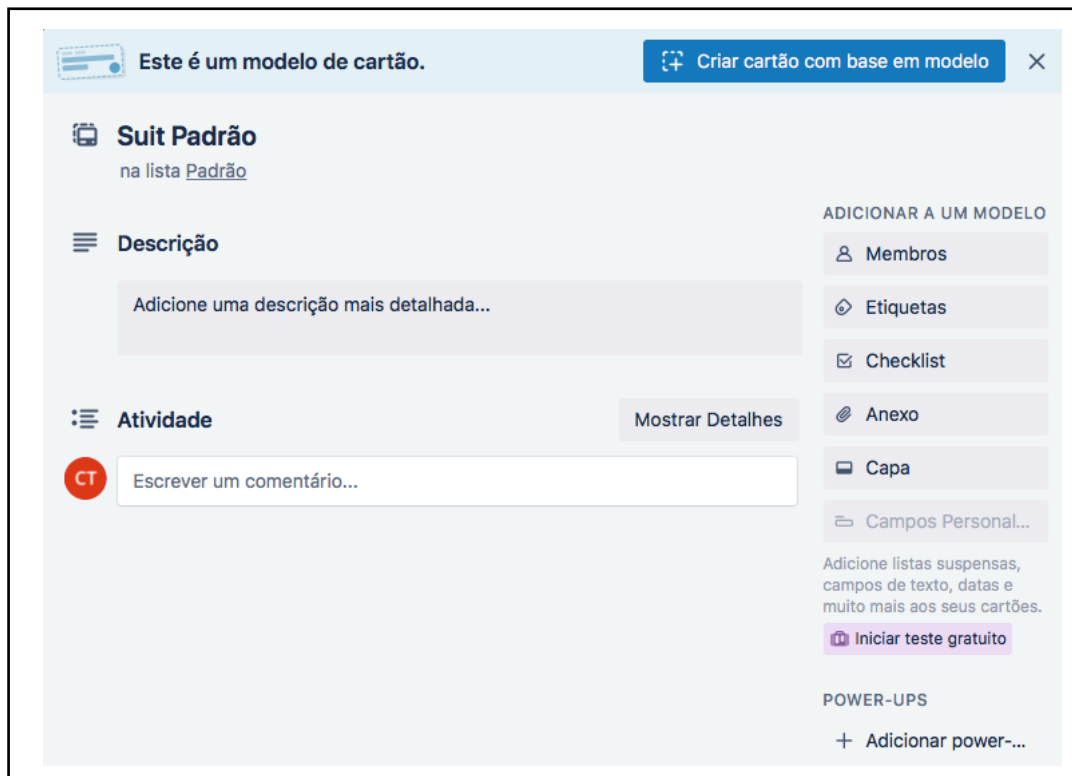 Este é um modelo de cartão.
Criar cartão com base em modelo
Suit Padrão
na lista Padrão
Descrição
Adicione uma descrição mais detalhada...
Atividade
Mostrar Detalhes
CT
Escrever um comentário...
ADICIONAR A UM MODELO
Membros
Etiquetas
Checklist
Anexo
Capa
Campos Personal...
Adicione listas suspensas,
campos de texto, datas e
muito mais aos seus cartões.
Iniciar teste gratuito
POWER-UPS
+ Adicionar power-...